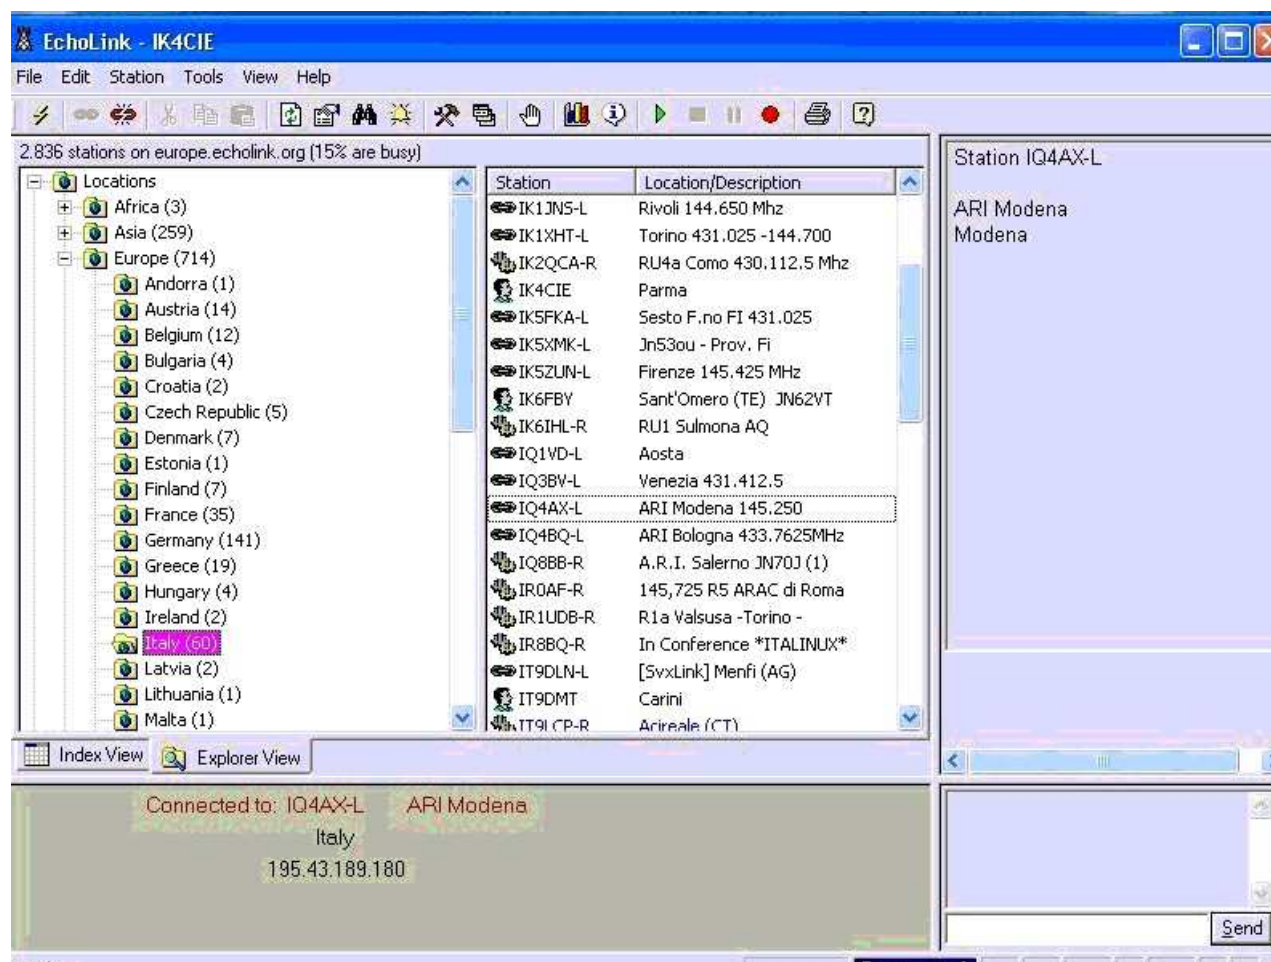 EchoLink - IK4CIE
File Edit Station Tools View Help
2.836 stations on europe.echolink.org (15% are busy)
Locations
Africa (3)
Asia (259)
Europe (714)
Andorra (1)
Austria (14)
Belgium (12)
Bulgaria (4)
Croatia (2)
Czech Republic (5)
Denmark (7)
Estonia (1)
Finland (7)
France (35)
Germany (141)
Greece (19)
Hungary (4)
Ireland (2)
Italy (60)
Latvia (2)
Lithuania (1)
Malta (1)
Station Location/Description
IK1JNS-L Rivoli 144.650 Mhz
IK1XHT-L Torino 431.025 -144.700
IK2QCA-R RU4a Como 430.112.5 Mhz
IK4CIE Parma
IK5FKA-L Sesto F.no FI 431.025
IK5XMK-L Jn53ou - Prov. Fi
IK5ZUN-L Firenze 145.425 MHz
IK6FBY Sant'Omero (TE) JN62VT
IK6IHL-R RU1 Sulmona AQ
IQ1VD-L Aosta
IQ3BV-L Venezia 431.412.5
IQ4AX-L ARI Modena 145.250
IQ4BQ-L ARI Bologna 433.7625MHz
IQ8BB-R A.R.I. Salerno JN70J (1)
IR0AF-R 145,725 R5 ARAC di Roma
IR1UDB-R R1a Valsusa -Torino -
IR8BQ-R In Conference *ITALINUX*
IT9DLN-L [SvxLink] Menfi (AG)
IT9DMT Carini
IT9LCP-R Acireale (CT)
Station IQ4AX-L
ARI Modena
Modena
Index View Explorer View
Connected to: IQ4AX-L ARI Modena
Italy
195.43.189.180
Send